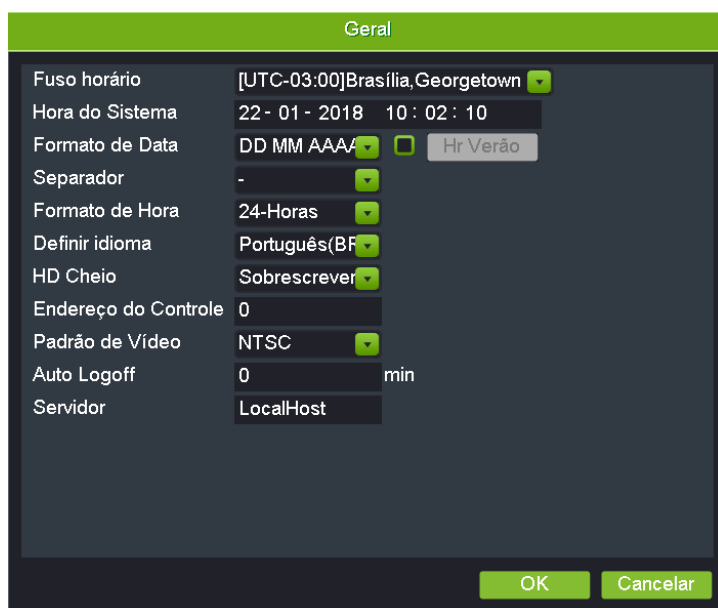 Geral
Fuso horário [UTC-03:00]Brasília,Georgetown
Hora do Sistema 22 - 01 - 2018 10 : 02 : 10
Formato de Data DD MM AAAA Hr Verão
Separador -
Formato de Hora 24-Horas
Definir idioma Português(BR
HD Cheio Sobrescrever
Endereço do Controle 0
Padrão de Vídeo NTSC
Auto Logoff 0 min
Servidor LocalHost
OK Cancelar